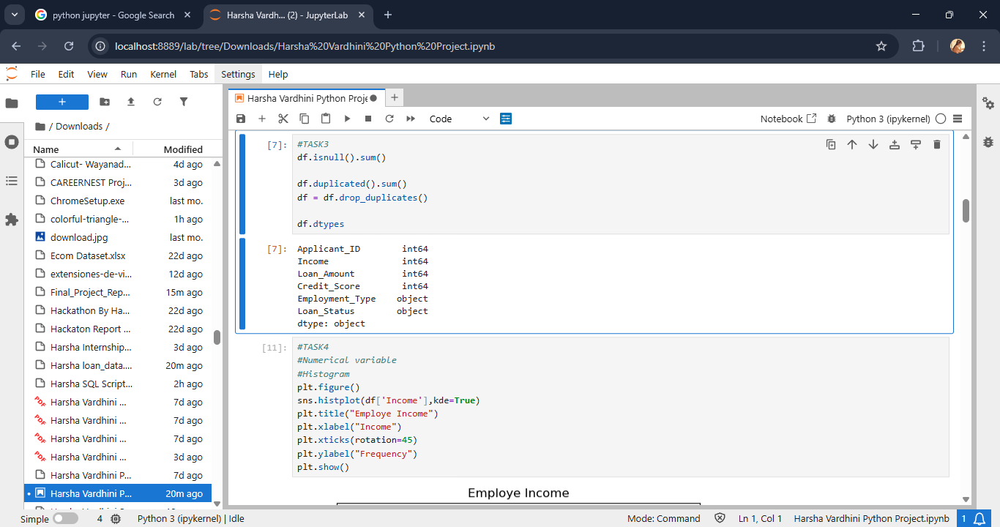 python jupyter - Google Search
Harsha Vardh... (2) - JupyterLab
localhost:8889/lab/tree/Downloads/Harsha%20Vardhini%20Python%20Project.ipynb
File Edit View Run Kernel Tabs Settings Help
/ Downloads /
Name Modified
Calicut- Wayanad... 4d ago
CAREERNEST Proj... 3d ago
ChromeSetup.exe last mo.
colorful-triangle-... 1h ago
download.jpg last mo.
Ecom Dataset.xlsx 22d ago
extensiones-de-vi... 12d ago
Final_Project_Rep... 15m ago
Hackathon By Ha... 22d ago
Hackaton Report ... 22d ago
Harsha Internship... 3d ago
Harsha loan_data.... 20m ago
Harsha SQL Script... 2h ago
Harsha Vardhini ... 7d ago
Harsha Vardhini ... 7d ago
Harsha Vardhini ... 7d ago
Harsha Vardhini ... 3d ago
Harsha Vardhini P... 7d ago
Harsha Vardhini P... 20m ago
Harsha Vardhini Python Proje
Code
Notebook
Python 3 (ipykernel)
[7]: #TASK3
df.isnull().sum()
df.duplicated().sum()
df = df.drop_duplicates()
df.dtypes
[7]: Applicant_ID int64
Income int64
Loan_Amount int64
Credit_Score int64
Employment_Type object
Loan_Status object
dtype: object
[11]: #TASK4
#Numerical variable
#Histogram
plt.figure()
sns.histplot(df['Income'],kde=True)
plt.title("Employe Income")
plt.xlabel("Income")
plt.xticks(rotation=45)
plt.ylabel("Frequency")
plt.show()
Employe Income
Simple 4 Python 3 (ipykernel) | Idle
Mode: Command Ln 1, Col 1 Harsha Vardhini Python Project.ipynb 1